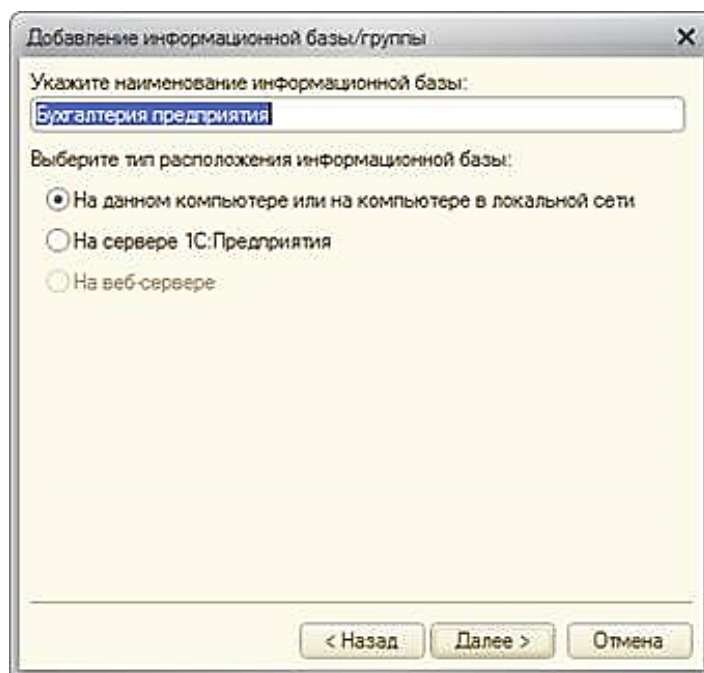 Добавление информационной базы/группы
Укажите наименование информационной базы:
Бухгалтерия предприятия
Выберите тип расположения информационной базы:
На данном компьютере или на компьютере в локальной сети
На сервере 1С:Предприятия
На веб-сервере
< Назад Далее > Отмена